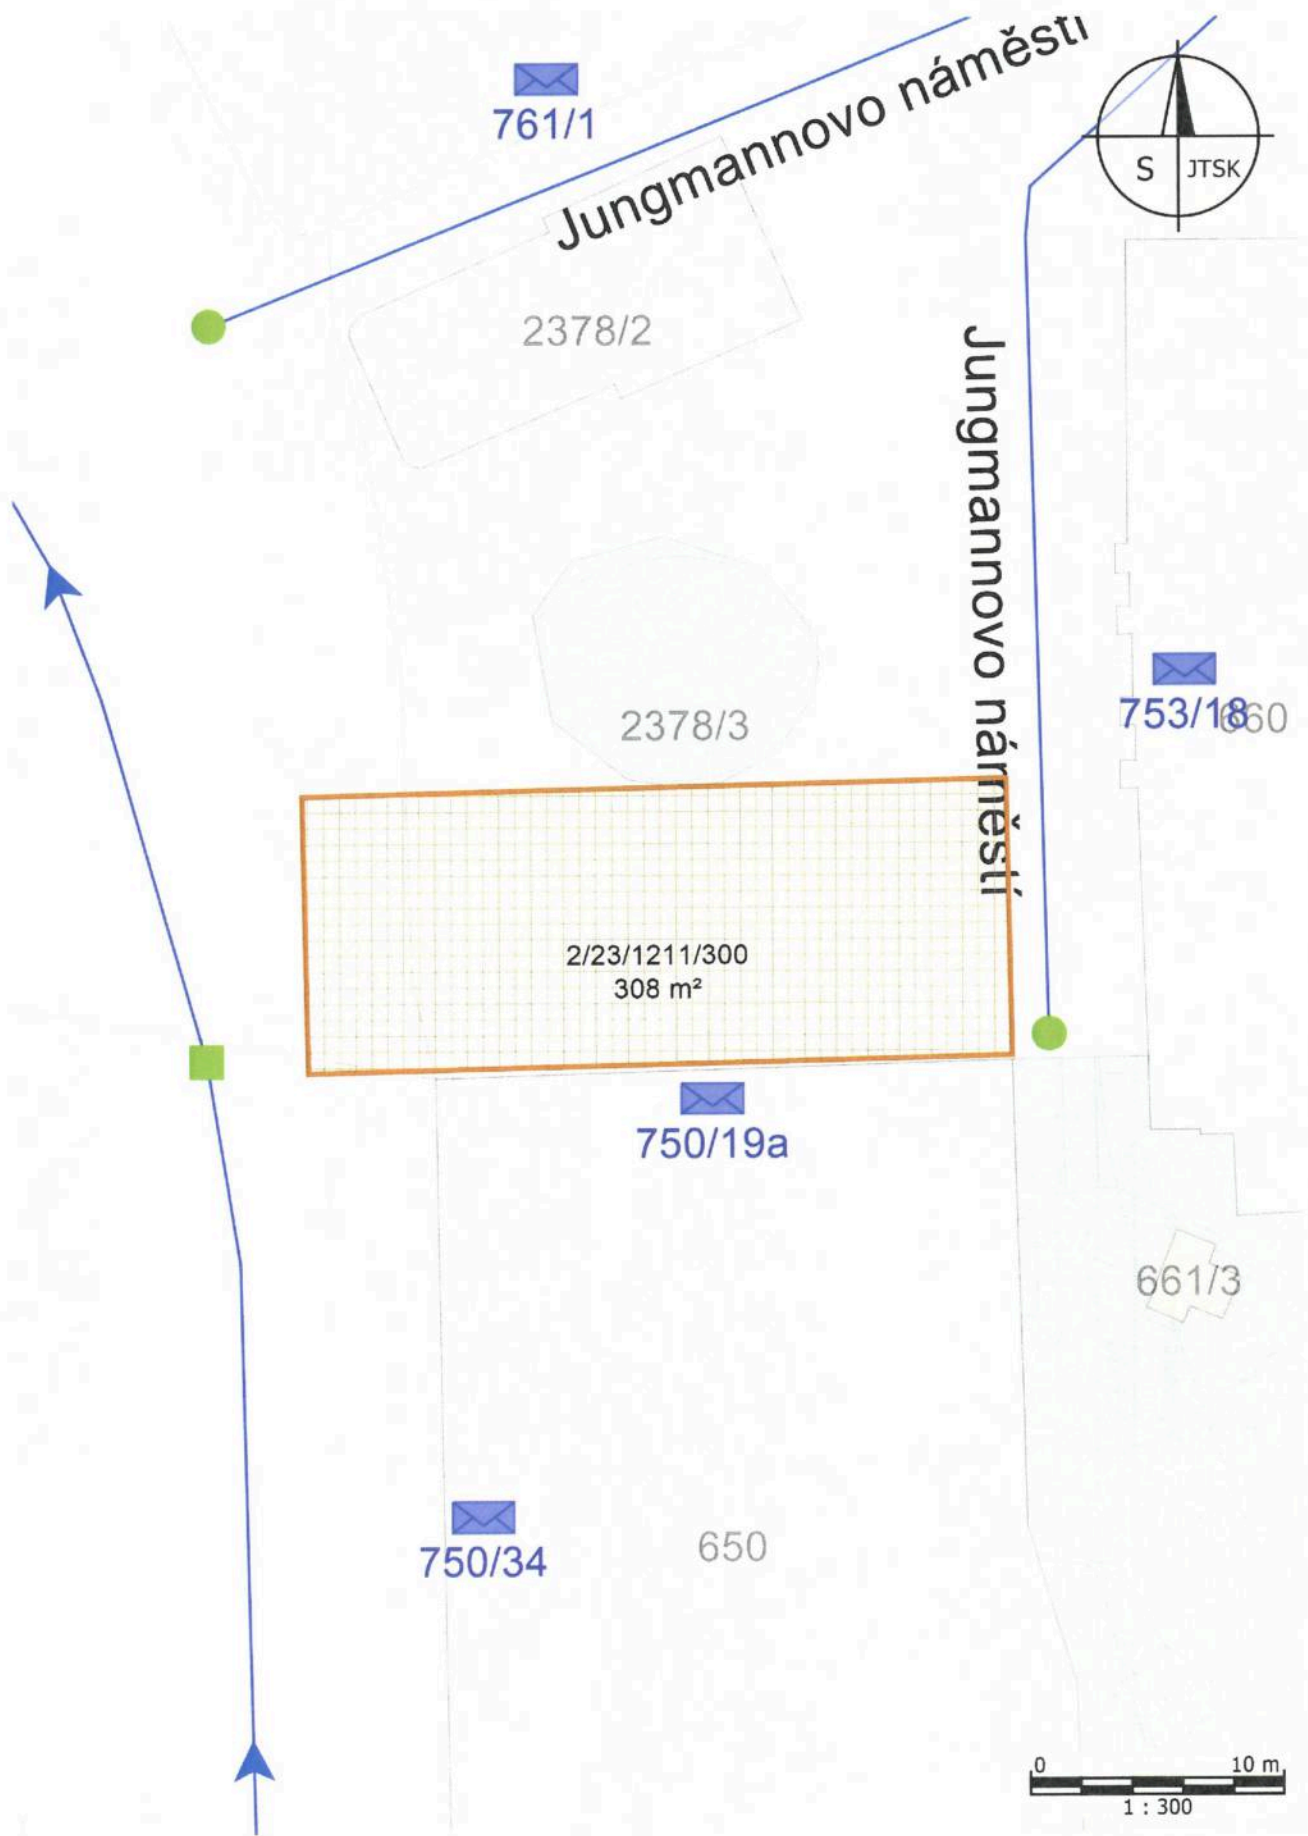 761/1
Jungmannovo náměstí
S JTSK
2378/2
Jungmannovo náměstí
753/18
660
2378/3
2/23/1211/300
308 m²
750/19a
661/3
750/34
650
0 10 m
1 : 300